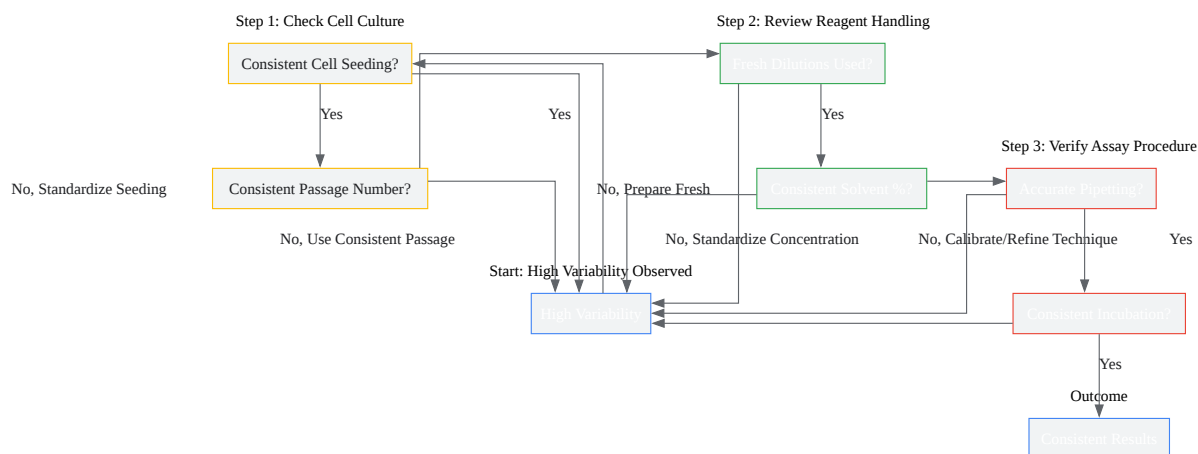 Step 1: Check Cell Culture
Step 2: Review Reagent Handling
Consistent Cell Seeding?
Fresh Dilutions Used?
Yes
Yes
Yes
Step 3: Verify Assay Procedure
No, Standardize Seeding
Consistent Passage Number?
No, Prepare Fresh
Consistent Solvent %?
Accurate Pipetting?
No, Use Consistent Passage
No, Standardize Concentration
No, Calibrate/Refine Technique
Yes
Start: High Variability Observed
High Variability
Consistent Incubation?
Yes
Outcome
Consistent Results